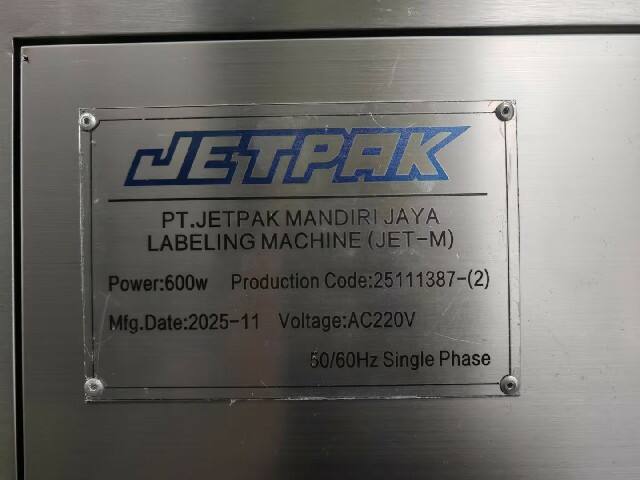 JETPAK
PT.JETPAK MANDIRI JAYA
LABELING MACHINE (JET-M)
Power:600w Production Code:25111387-(2)
Mfg.Date:2025-11 Voltage:AC220V
50/60Hz Single Phase